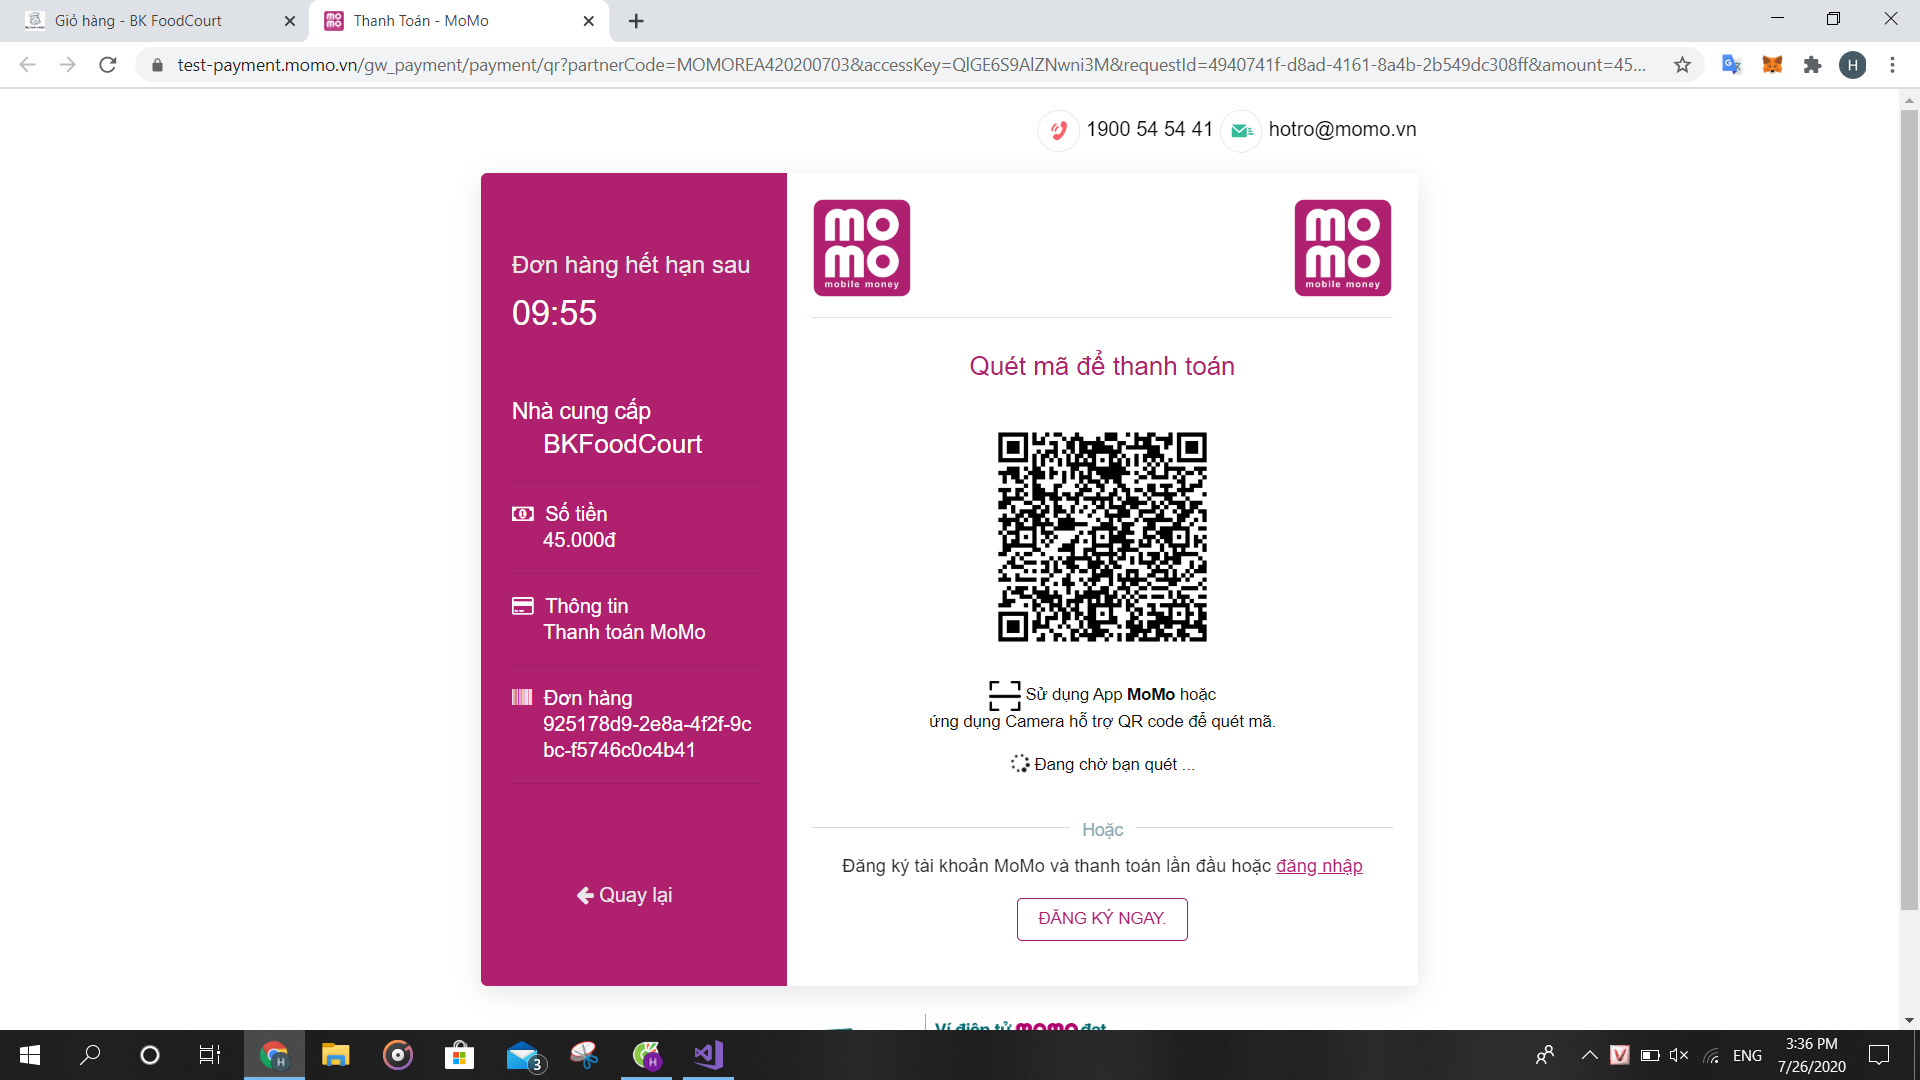 Giỏ hàng - BK FoodCourt
Thanh Toán - MoMo
test-payment.momo.vn/gw_payment/payment/qr?partnerCode=MOMOREA420200703&accessKey=QlGE6S9AlZNwni3M&requestId=4940741f-d8ad-4161-8a4b-2b549dc308ff&amount=45...
H
1900 54 54 41
hotro@momo.vn
Đơn hàng hết hạn sau
09:55
Nhà cung cấp
BKFoodCourt
Số tiền
45.000đ
Thông tin
Thanh toán MoMo
Đơn hàng
925178d9-2e8a-4f2f-9c
bc-f5746c0c4b41
Quay lại
mo
mo
mobile money
mo
mo
mobile money
Quét mã để thanh toán
Sử dụng App MoMo hoặc
ứng dụng Camera hỗ trợ QR code để quét mã.
Đang chờ bạn quét ...
Hoặc
Đăng ký tài khoản MoMo và thanh toán lần đầu hoặc đăng nhập
ĐĂNG KÝ NGAY.
Ví điện tử momo đạt
3
ENG
3:36 PM
7/26/2020